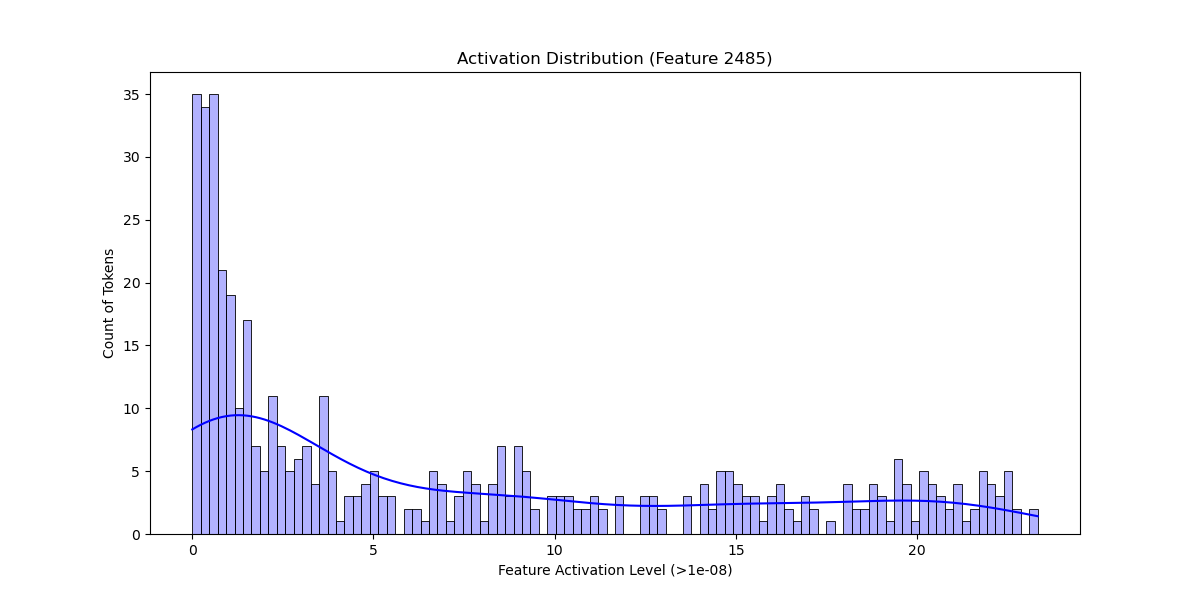 Activation Distribution (Feature 2485)
35
30
25
20
15
10
5
0
Count of Tokens
0 5 10 15 20
Feature Activation Level (>1e-08)